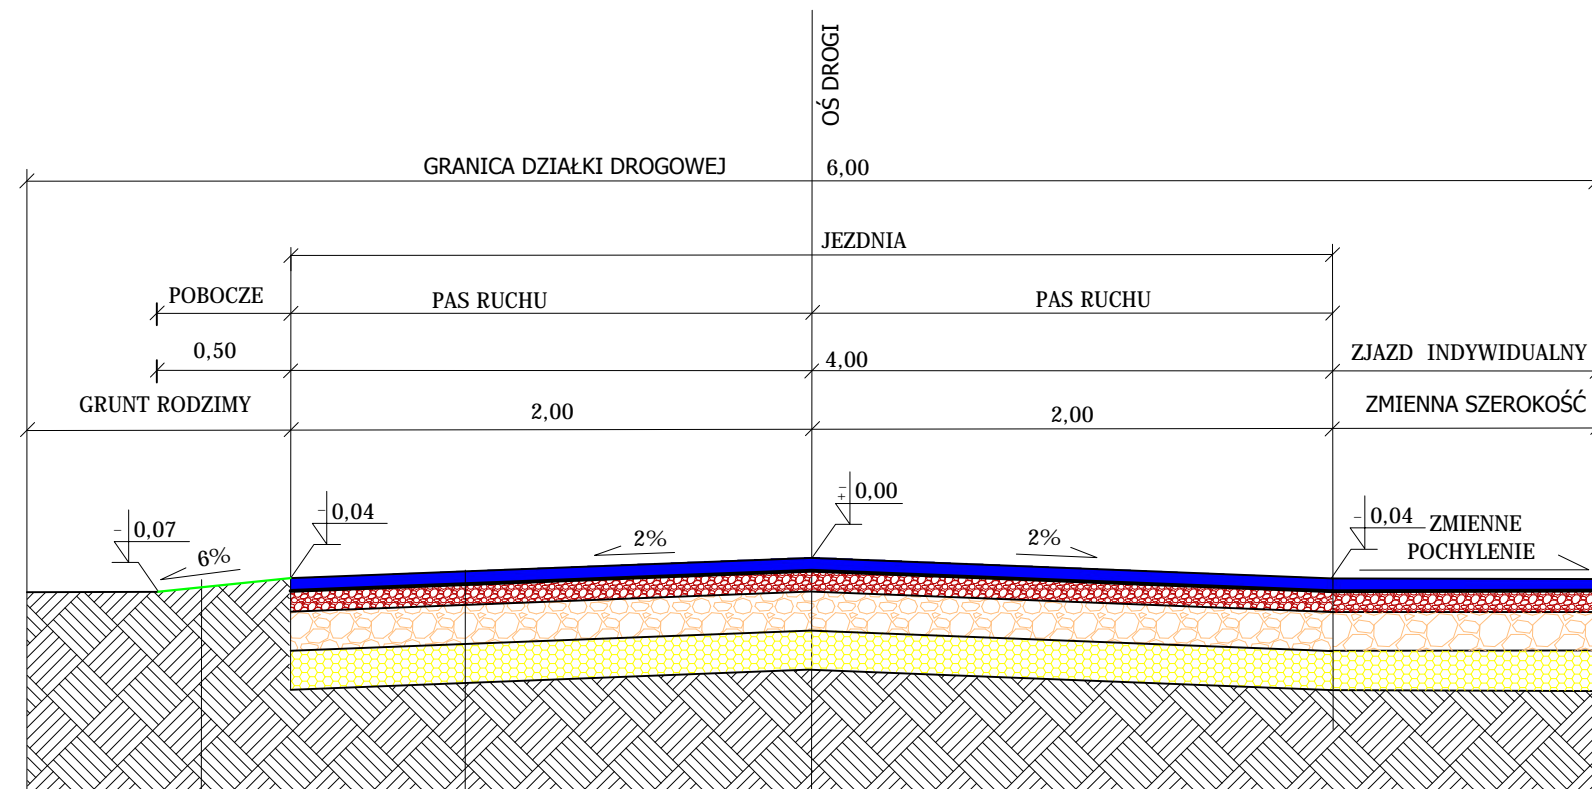 OŚ DROGI
GRANICA DZIAŁKI DROGOWEJ
6,00
JEZDNIA
POBOCZE
PAS RUCHU
PAS RUCHU
0,50
4,00
ZJAZD INDYWIDUALNY
GRUNT RODZIMY
2,00
2,00
ZMIENNA SZEROKOŚĆ
-0,07
6%
-0,04
2%
±0,00
2%
-0,04
ZMIENNE
POCHYLENIE